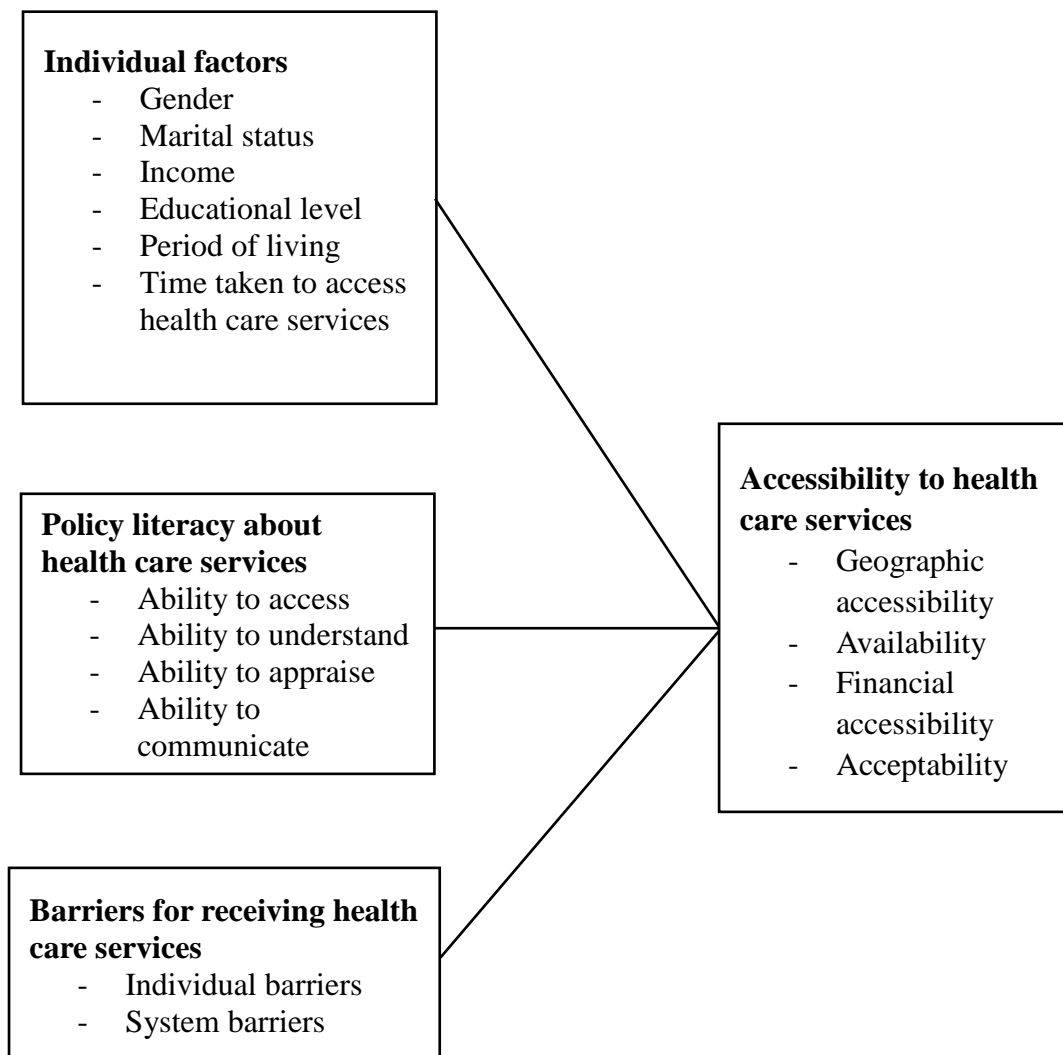 Individual factors
- Gender
- Marital status
- Income
- Educational level
- Period of living
- Time taken to access
health care services
Policy literacy about
health care services
- Ability to access
- Ability to understand
- Ability to appraise
- Ability to
communicate
Barriers for receiving health
care services
- Individual barriers
- System barriers
Accessibility to health
care services
- Geographic
accessibility
- Availability
- Financial
accessibility
- Acceptability